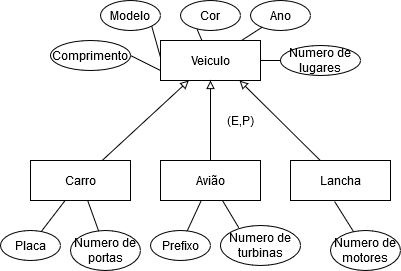 Modelo
Cor
Ano
Comprimento
Veiculo
Numero de
lugares
(E,P)
Carro
Avião
Lancha
Placa
Numero de
portas
Prefixo
Numero de
turbinas
Numero de
motores